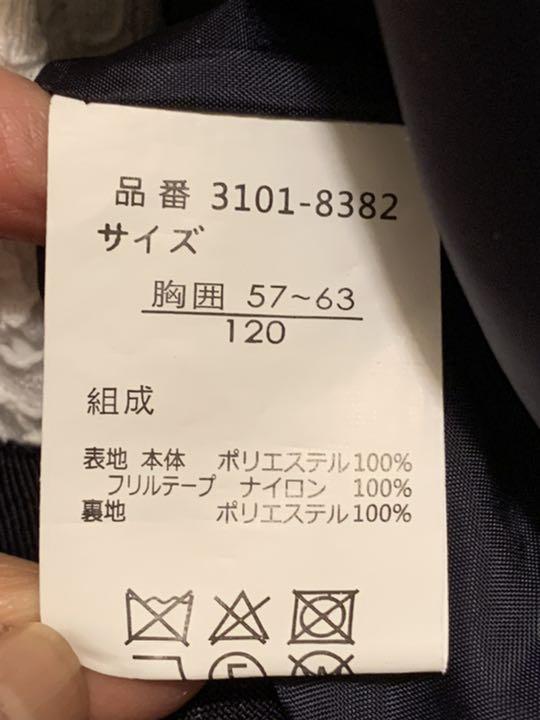 品番 3101-8382
サイズ
胸囲 57~63
120
組成
表地 本体 ポリエステル100%
フリルテープ ナイロン 100%
裏地 ポリエステル100%